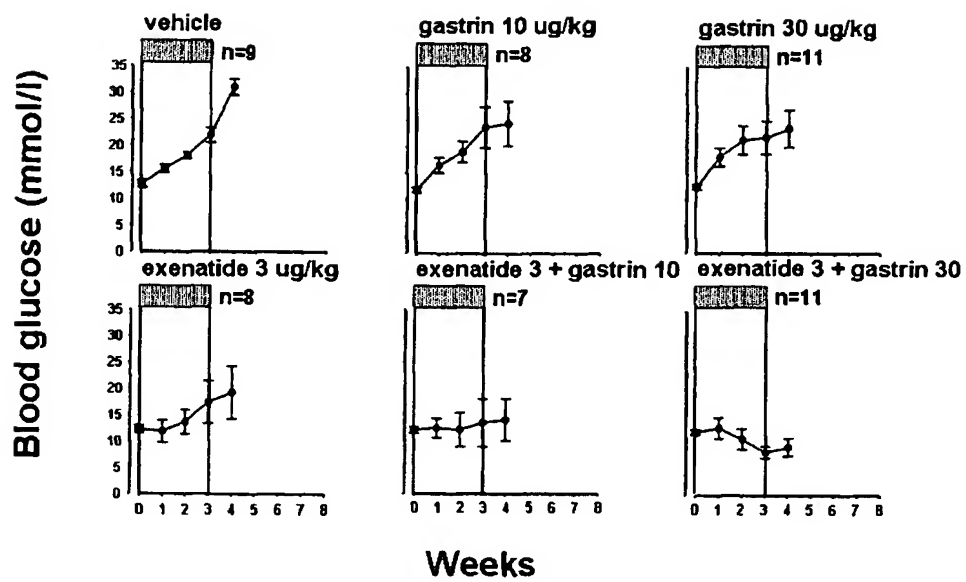 vehicle
n=9
gastrin 10 ug/kg
n=8
gastrin 30 ug/kg
n=11
Blood glucose (mmol/l)
35
30
25
20
15
10
5
0
exenatide 3 ug/kg
n=8
exenatide 3 + gastrin 10
n=7
exenatide 3 + gastrin 30
n=11
35
30
25
20
15
10
5
0
0 1 2 3 4 5 6 7 8
0 1 2 3 4 5 6 7 8
0 1 2 3 4 5 6 7 8
Weeks